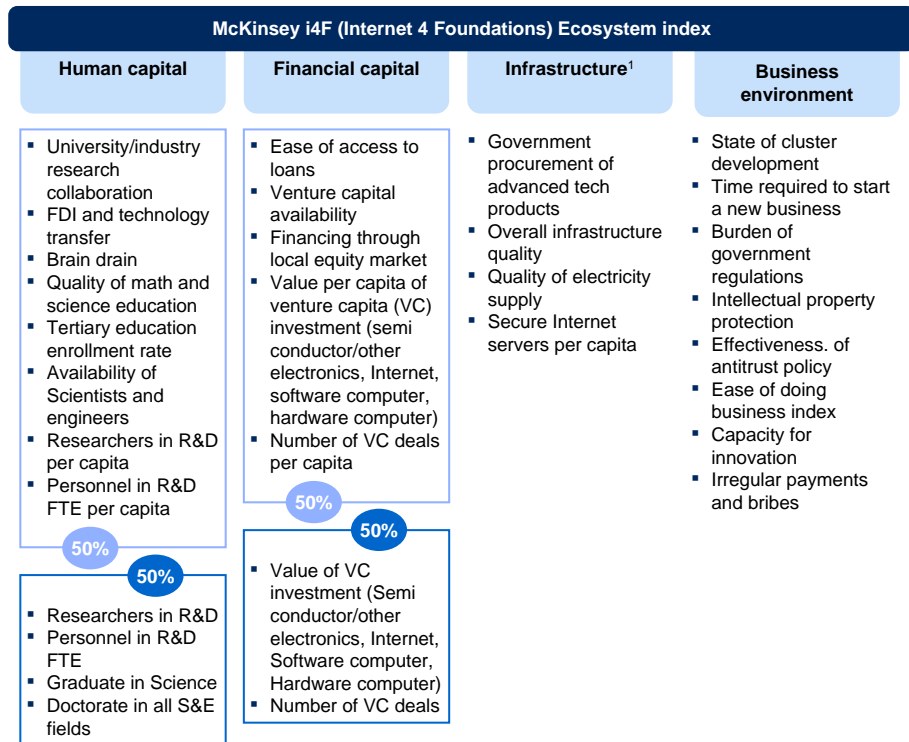 McKinsey i4F (Internet 4 Foundations) Ecosystem index
Human capital
Financial capital
Infrastructure1
Business
environment
▪ University/industry
research
collaboration
▪ FDI and technology
transfer
▪ Brain drain
▪ Quality of math and
science education
▪ Tertiary education
enrollment rate
▪ Availability of
Scientists and
engineers
▪ Researchers in R&D
per capita
▪ Personnel in R&D
FTE per capita
50%
50%
▪ Researchers in R&D
▪ Personnel in R&D
FTE
▪ Graduate in Science
▪ Doctorate in all S&E
fields
▪ Ease of access to
loans
▪ Venture capital
availability
▪ Financing through
local equity market
▪ Value per capita of
venture capita (VC)
investment (semi
conductor/other
electronics, Internet,
software computer,
hardware computer)
▪ Number of VC deals
per capita
50%
50%
▪ Value of VC
investment (Semi
conductor/other
electronics, Internet,
Software computer,
Hardware computer)
▪ Number of VC deals
▪ Government
procurement of
advanced tech
products
▪ Overall infrastructure
quality
▪ Quality of electricity
supply
▪ Secure Internet
servers per capita
▪ State of cluster
development
▪ Time required to start
a new business
▪ Burden of
government
regulations
▪ Intellectual property
protection
▪ Effectiveness. of
antitrust policy
▪ Ease of doing
business index
▪ Capacity for
innovation
▪ Irregular payments
and bribes